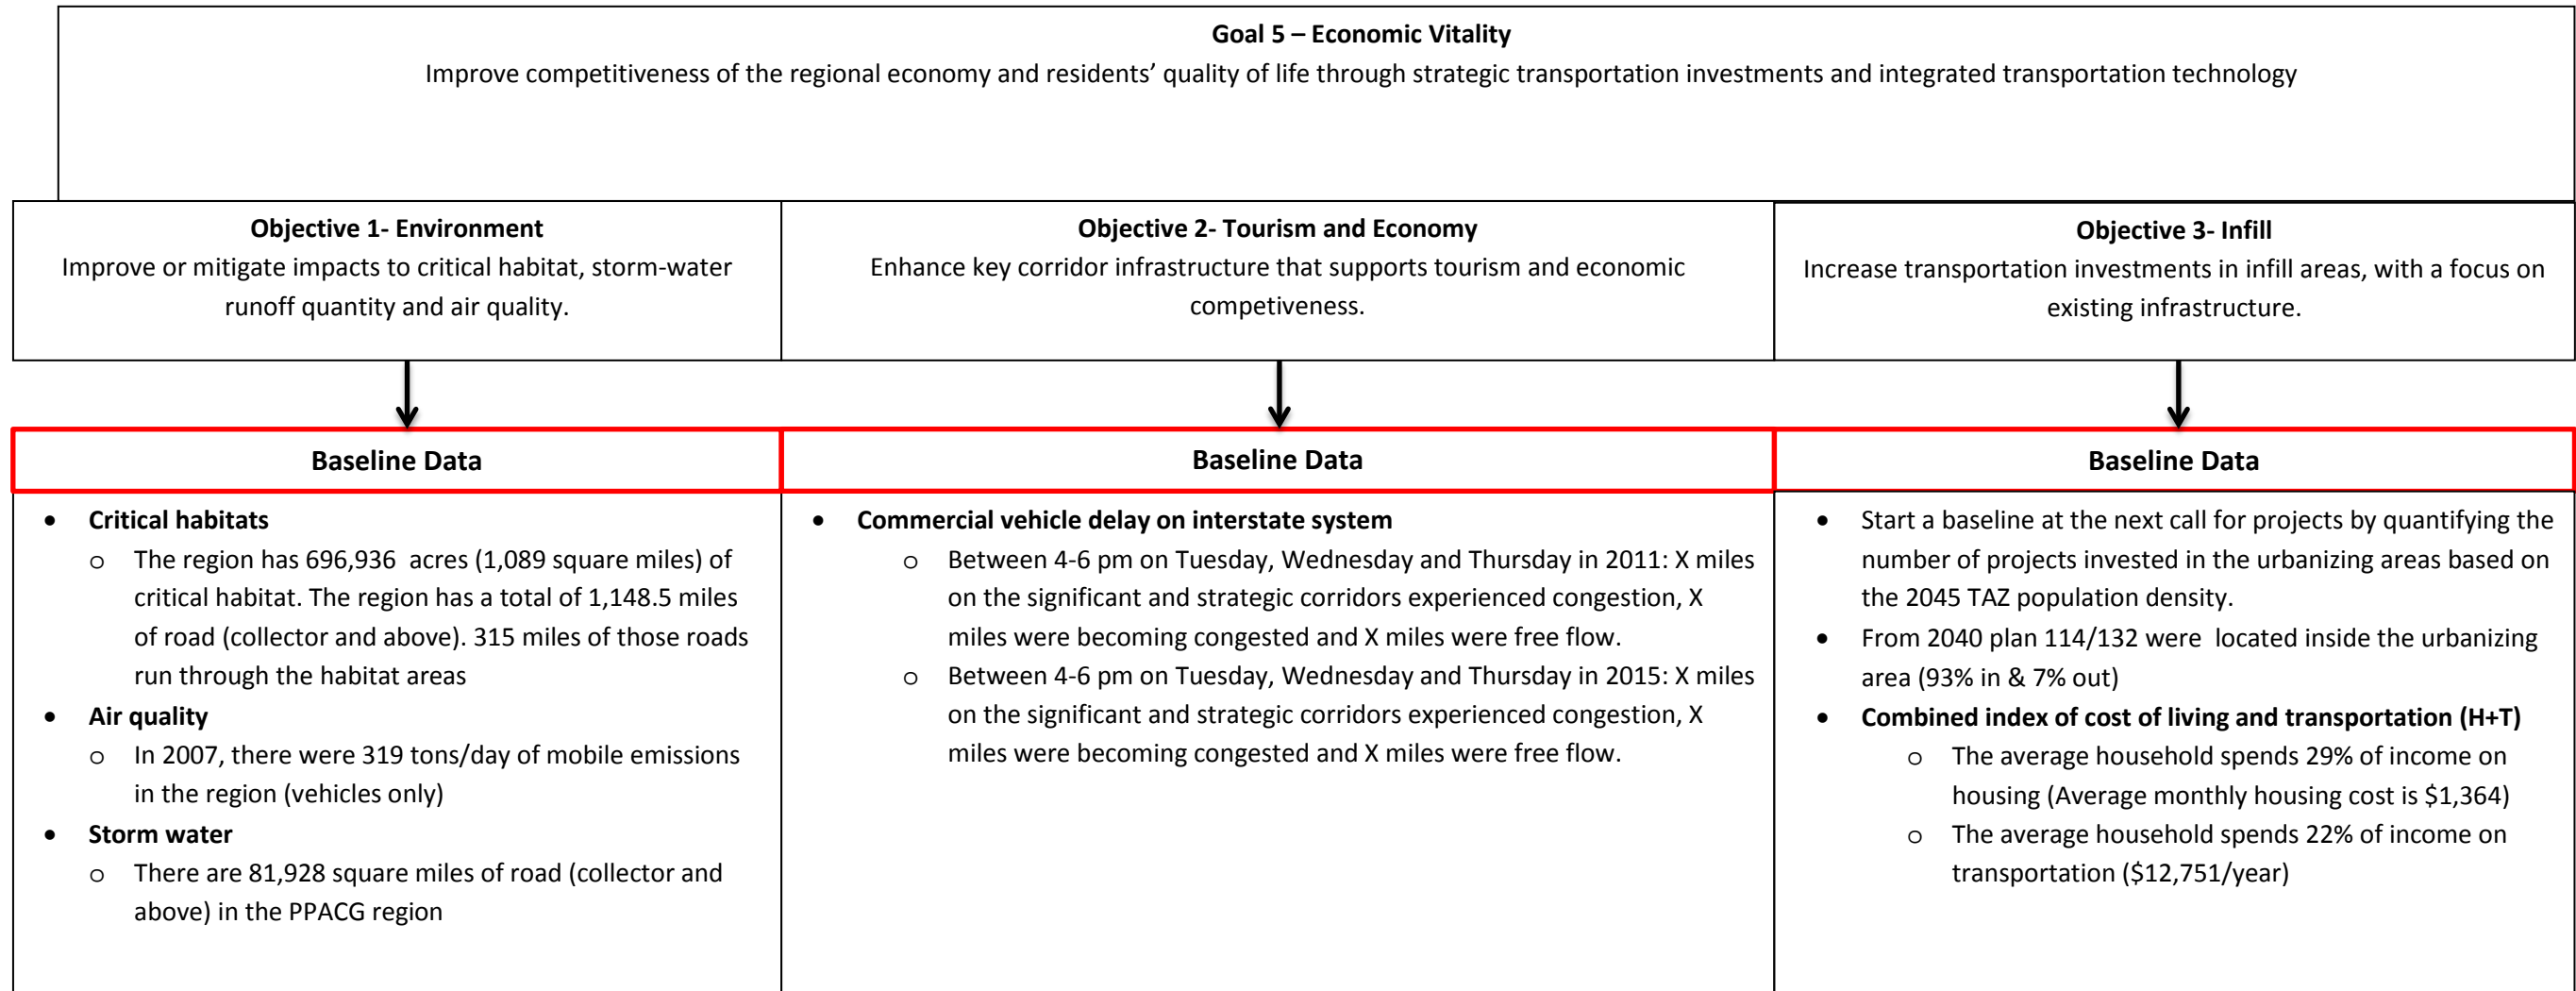 Goal 5 – Economic Vitality
Improve competitiveness of the regional economy and residents’ quality of life through strategic transportation investments and integrated transportation technology
Objective 1- Environment
Improve or mitigate impacts to critical habitat, storm-water
runoff quantity and air quality.
Objective 2- Tourism and Economy
Enhance key corridor infrastructure that supports tourism and economic
competiveness.
Objective 3- Infill
Increase transportation investments in infill areas, with a focus on
existing infrastructure.
Baseline Data
• Critical habitats
o The region has 696,936 acres (1,089 square miles) of
critical habitat. The region has a total of 1,148.5 miles
of road (collector and above). 315 miles of those roads
run through the habitat areas
• Air quality
o In 2007, there were 319 tons/day of mobile emissions
in the region (vehicles only)
• Storm water
o There are 81,928 square miles of road (collector and
above) in the PPACG region
Baseline Data
• Commercial vehicle delay on interstate system
o Between 4-6 pm on Tuesday, Wednesday and Thursday in 2011: X miles
on the significant and strategic corridors experienced congestion, X
miles were becoming congested and X miles were free flow.
o Between 4-6 pm on Tuesday, Wednesday and Thursday in 2015: X miles
on the significant and strategic corridors experienced congestion, X
miles were becoming congested and X miles were free flow.
Baseline Data
• Start a baseline at the next call for projects by quantifying the
number of projects invested in the urbanizing areas based on
the 2045 TAZ population density.
• From 2040 plan 114/132 were located inside the urbanizing
area (93% in & 7% out)
• Combined index of cost of living and transportation (H+T)
o The average household spends 29% of income on
housing (Average monthly housing cost is $1,364)
o The average household spends 22% of income on
transportation ($12,751/year)